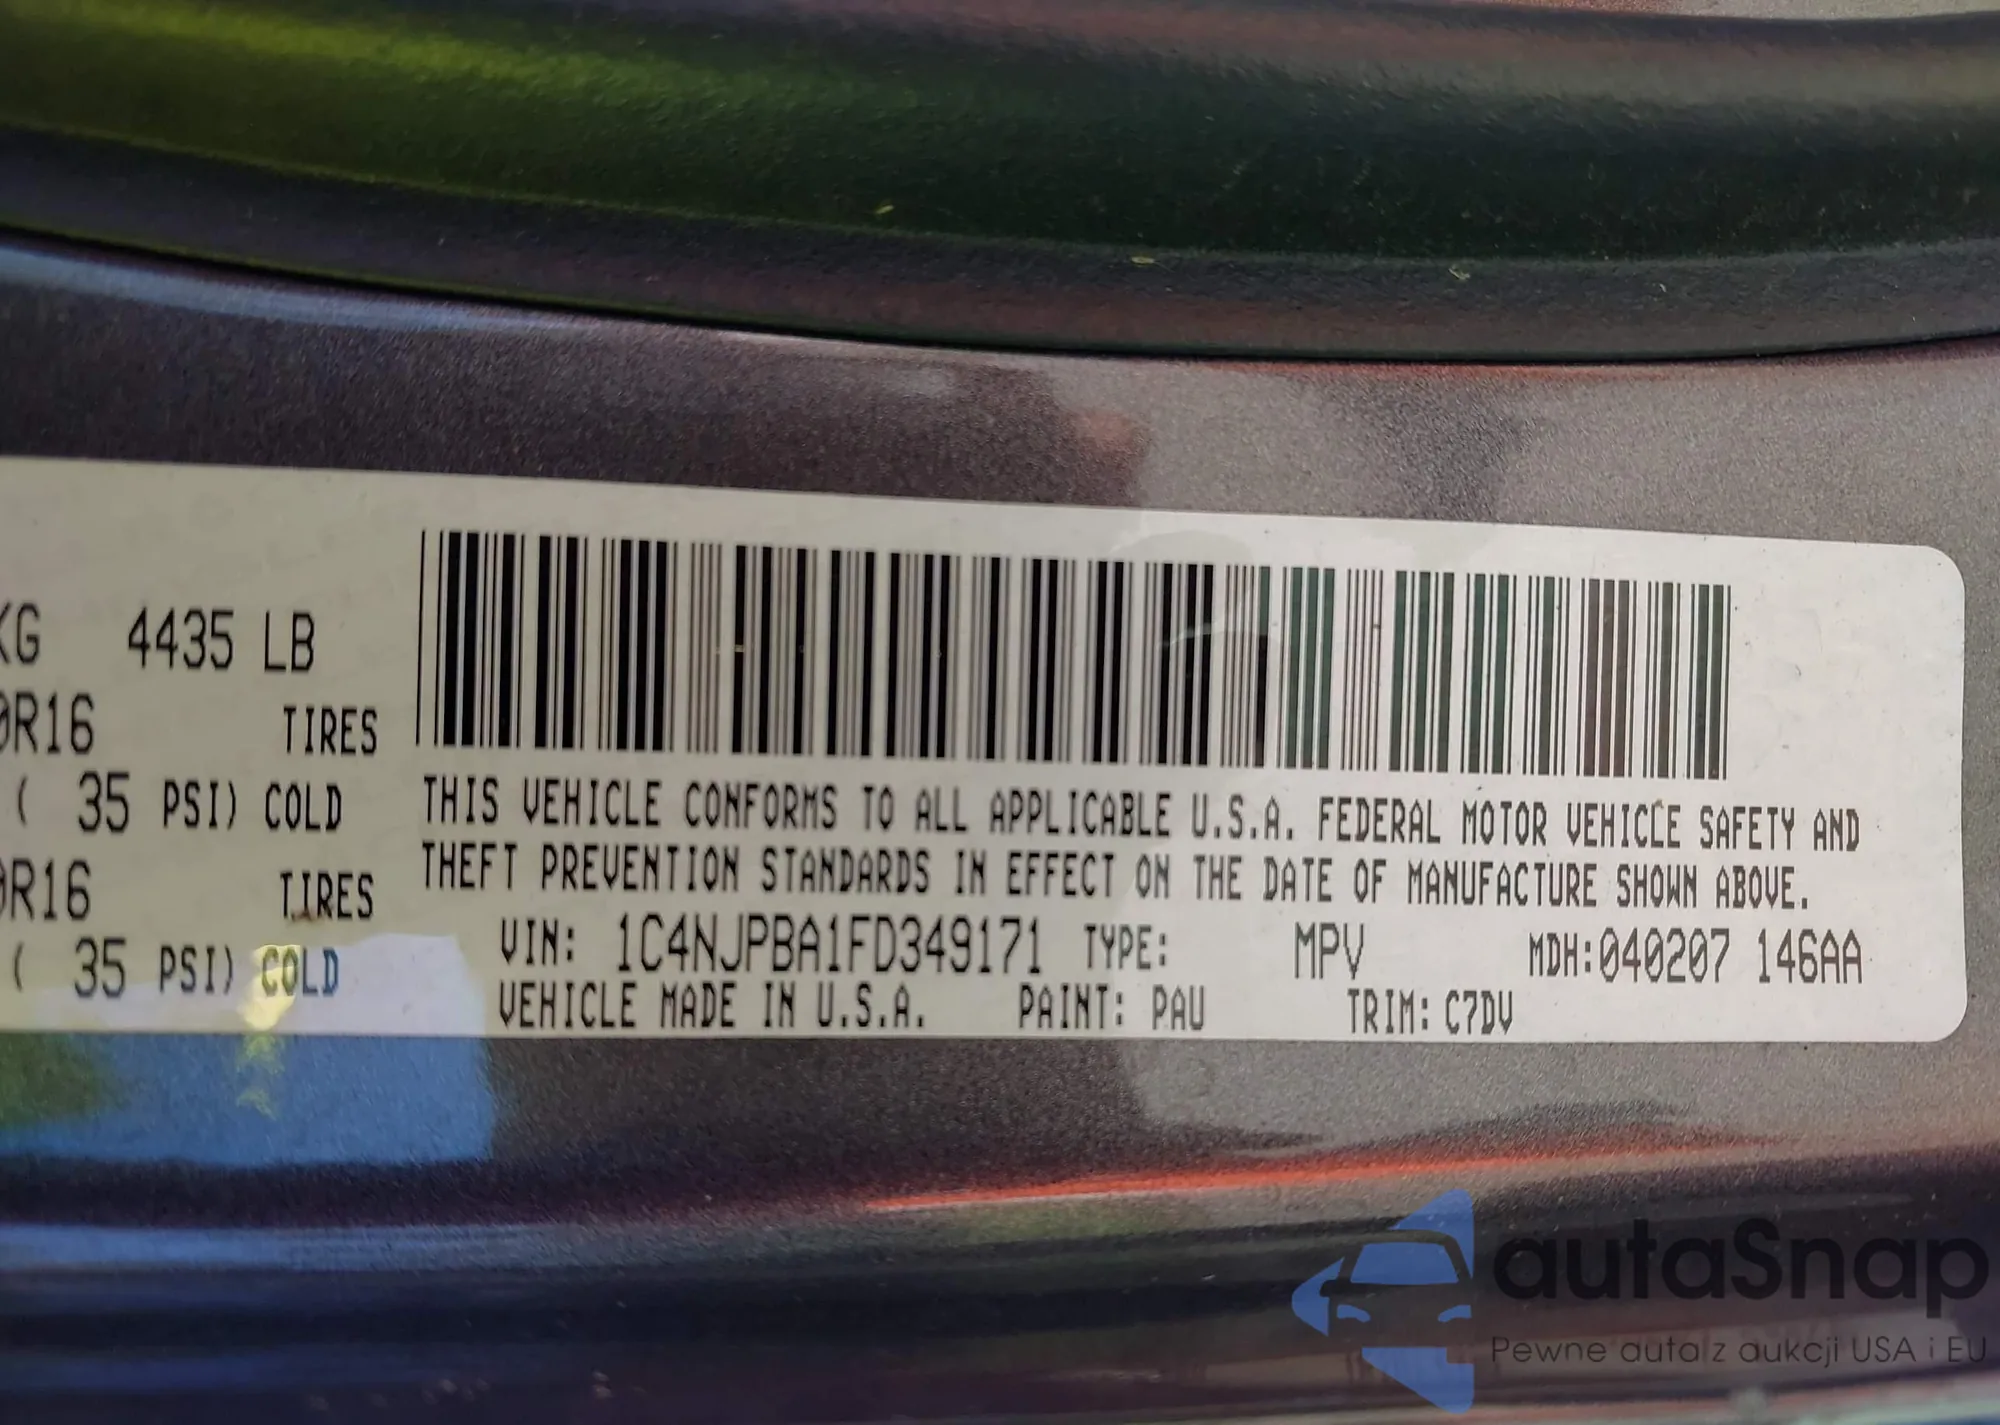 KG 4435 LB
0R16 TIRES
( 35 PSI) COLD
0R16 TIRES
( 35 PSI) COLD
THIS VEHICLE CONFORMS TO ALL APPLICABLE U.S.A. FEDERAL MOTOR VEHICLE SAFETY AND
THEFT PREVENTION STANDARDS IN EFFECT ON THE DATE OF MANUFACTURE SHOWN ABOVE.
VIN: 1C4NJPBA1FD349171 TYPE: MPV MDH:040207 146AA
VEHICLE MADE IN U.S.A. PAINT: PAU TRIM: C7DV
autaSnap
Pewne auta z aukcji USA i EU